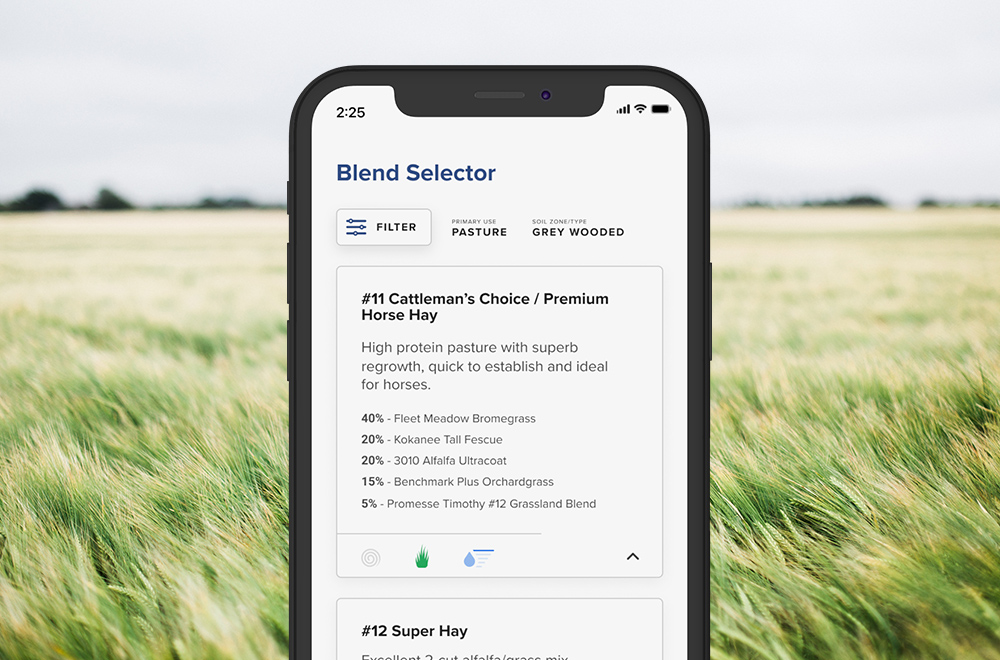 2:25
Blend Selector
FILTER
PRIMARY USE
PASTURE
SOIL ZONE/TYPE
GREY WOODED
#11 Cattleman's Choice / Premium
Horse Hay
High protein pasture with superb
regrowth, quick to establish and ideal
for horses.
40% - Fleet Meadow Bromegrass
20% - Kokanee Tall Fescue
20% - 3010 Alfalfa Ultracoat
15% - Benchmark Plus Orchardgrass
5% - Promesse Timothy #12 Grassland Blend
#12 Super Hay
Excellent 2-cut alfalfa/grass mix